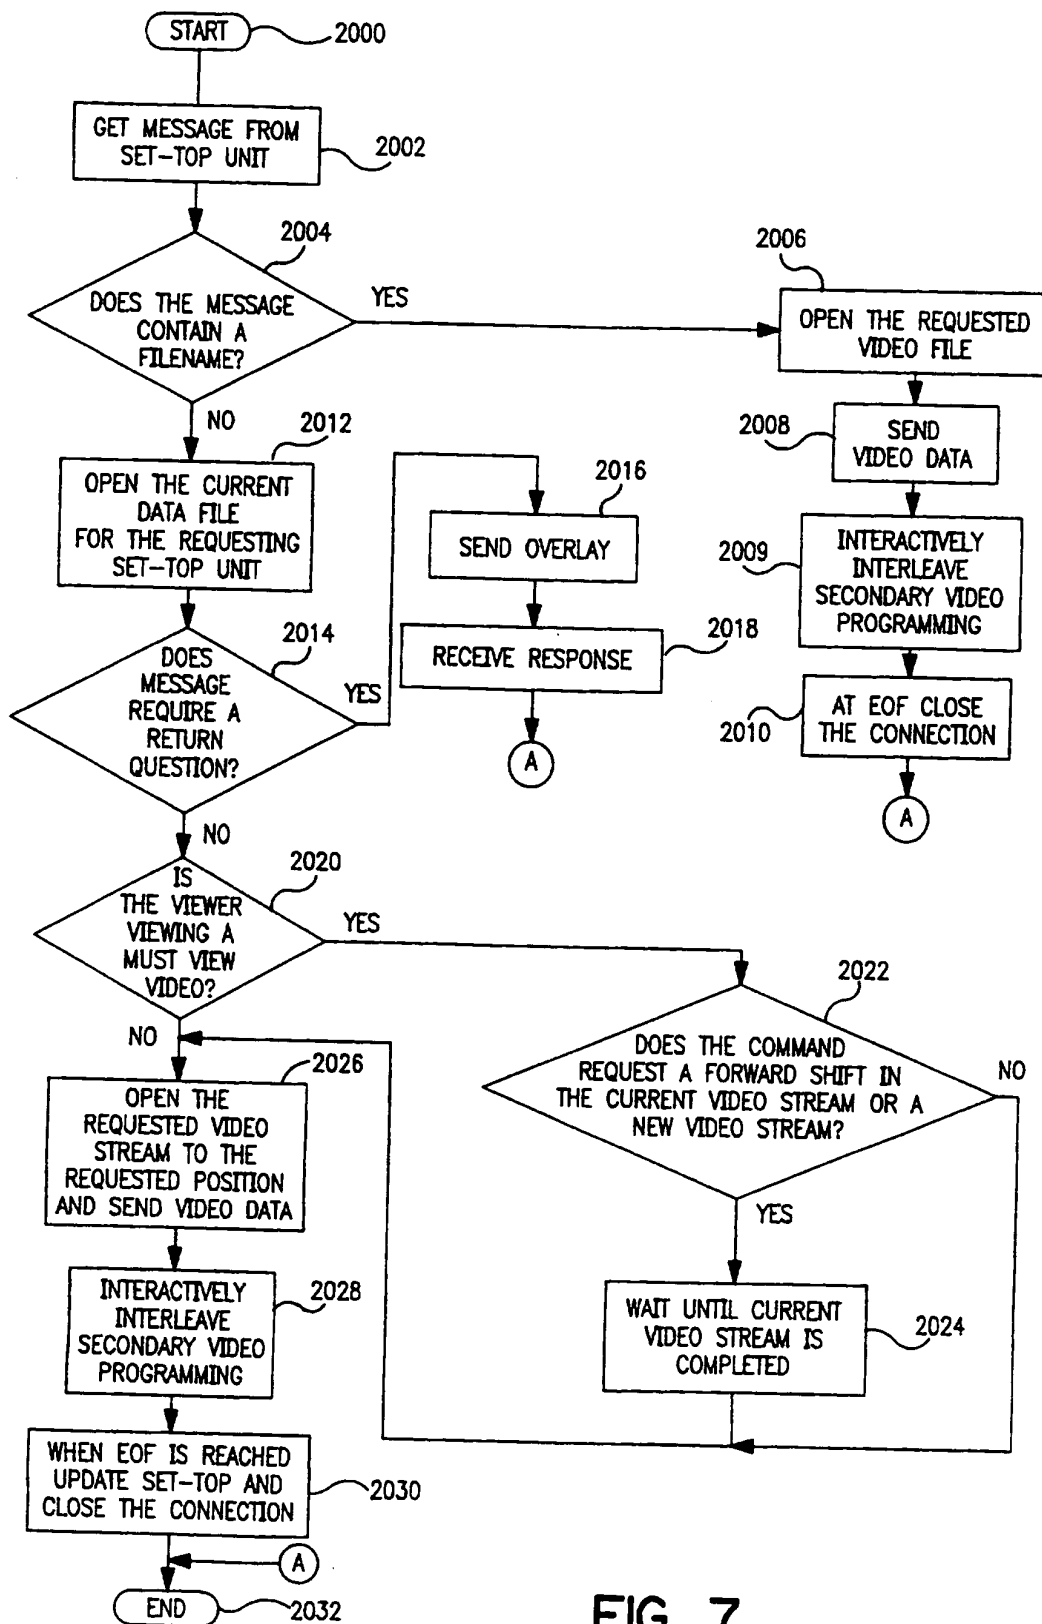 START
2000
GET MESSAGE FROM
SET-TOP UNIT
2002
2004
DOES THE MESSAGE
CONTAIN A
FILENAME?
YES
2006
OPEN THE REQUESTED
VIDEO FILE
NO
2008
SEND
VIDEO DATA
2012
OPEN THE CURRENT
DATA FILE
FOR THE REQUESTING
SET-TOP UNIT
2016
SEND OVERLAY
2009
INTERACTIVELY
INTERLEAVE
SECONDARY VIDEO
PROGRAMMING
2014
DOES
MESSAGE
REQUIRE A
RETURN
QUESTION?
YES
2018
RECEIVE RESPONSE
2010
AT EOF CLOSE
THE CONNECTION
A
A
NO
2020
IS
THE VIEWER
VIEWING A
MUST VIEW
VIDEO?
YES
2022
DOES THE COMMAND
REQUEST A FORWARD SHIFT IN
THE CURRENT VIDEO STREAM OR A
NEW VIDEO STREAM?
NO
NO
2026
OPEN THE
REQUESTED VIDEO
STREAM TO THE
REQUESTED POSITION
AND SEND VIDEO DATA
YES
2028
INTERACTIVELY
INTERLEAVE
SECONDARY VIDEO
PROGRAMMING
WAIT UNTIL CURRENT
VIDEO STREAM IS
COMPLETED
2024
WHEN EOF IS REACHED
UPDATE SET-TOP AND
CLOSE THE CONNECTION
2030
A
END
2032
FIG. 7